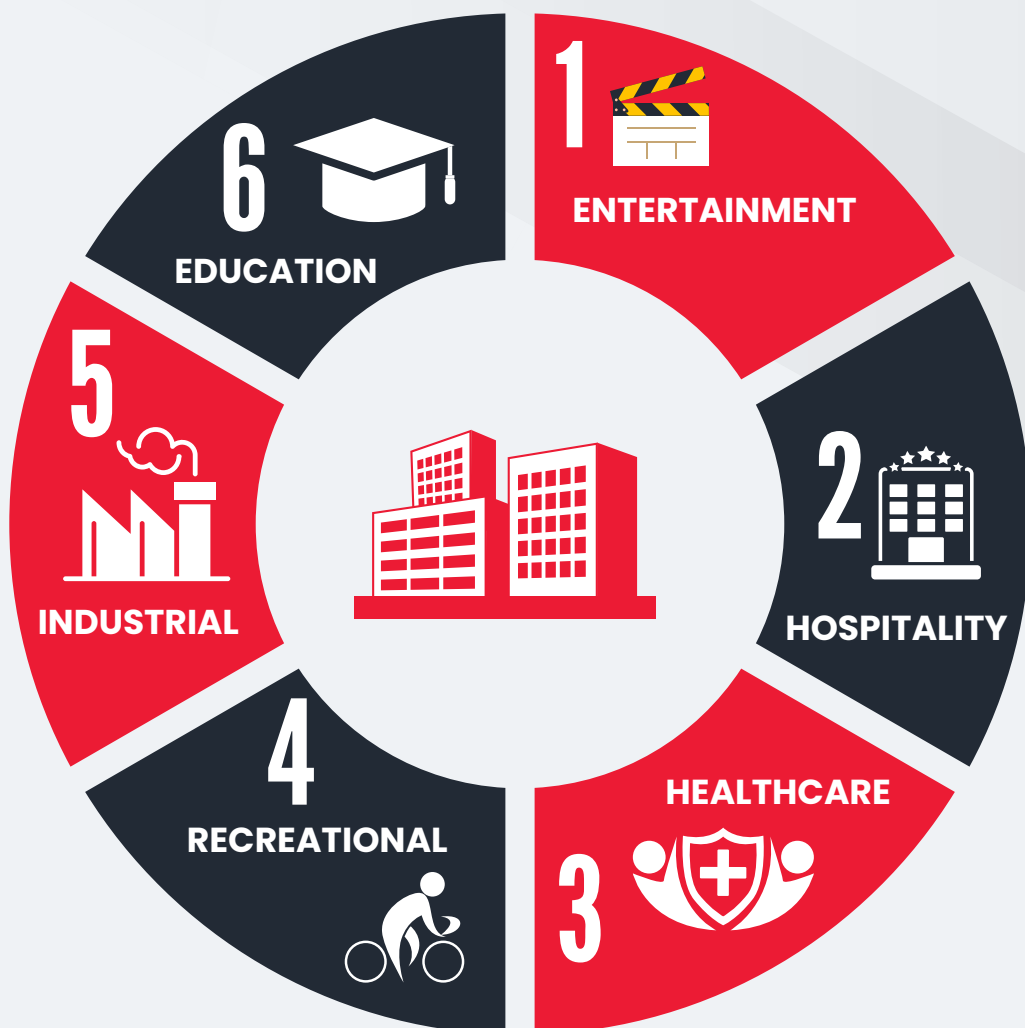 1
ENTERTAINMENT
2
HOSPITALITY
HEALTHCARE
3
4
RECREATIONAL
5
INDUSTRIAL
6
EDUCATION